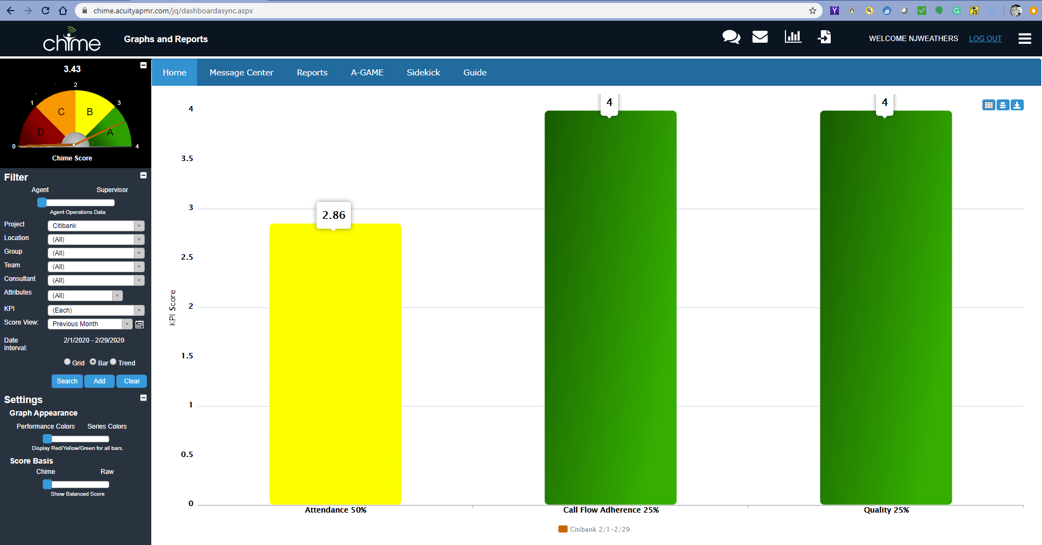 chime.acuityapmr.com/jq/dashboardasync.aspx
chime
Graphs and Reports
WELCOME NJWEATHERS
LOG OUT
3.43
0
1
2
3
4
D
C
B
A
Chime Score
Home
Message Center
Reports
A-GAME
Sidekick
Guide
Filter
Agent
Supervisor
Agent Operations Data
Project
Citibank
Location
(All)
Group
(All)
Team
(All)
Consultant
(All)
Attributes
(All)
KPI
(Each)
Score View:
Previous Month
Date
Interval:
2/1/2020 - 2/29/2020
Grid
Bar
Trend
Search
Add
Clear
Settings
Graph Appearance
Performance Colors
Series Colors
Display Red/Yellow/Green for all bars.
Score Basis
Chime
Raw
Show Balanced Score
KPI Score
4
3.5
3
2.5
2
1.5
1
0.5
0
2.86
4
4
Attendance 50%
Call Flow Adherence 25%
Quality 25%
Citibank 2/1-2/29